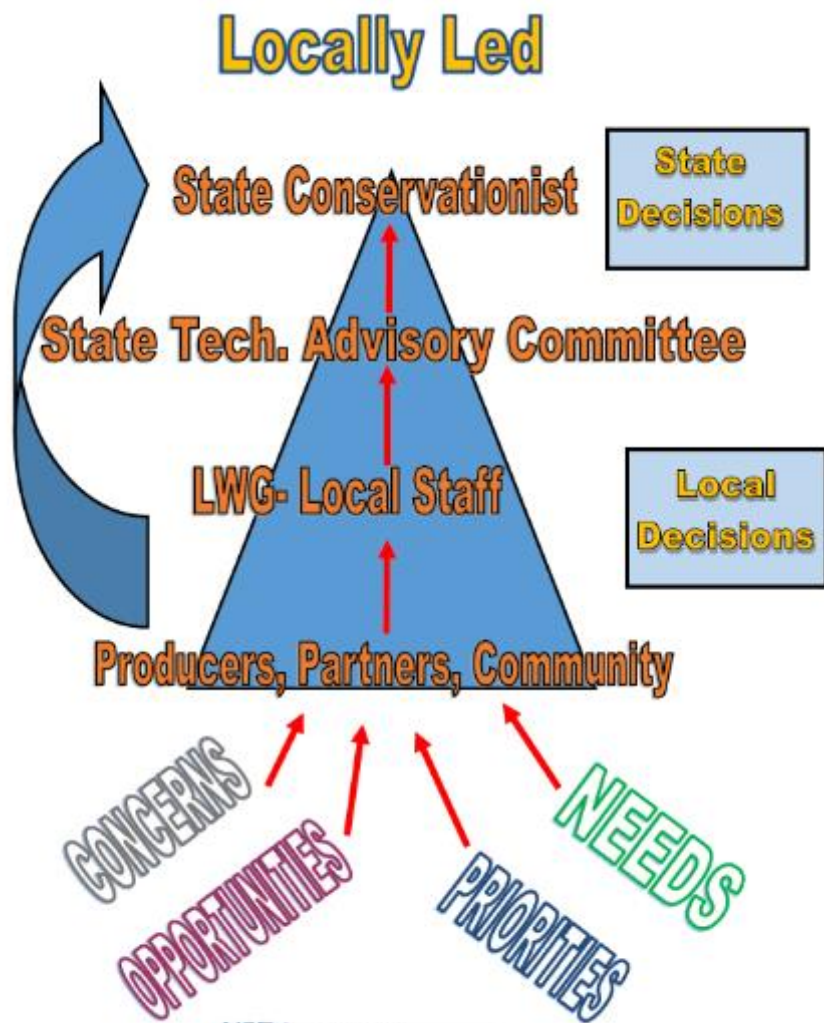 Locally Led
State Conservationist
State
Decisions
State Tech. Advisory Committee
LWG- Local Staff
Local
Decisions
Producers, Partners, Community
CONCERNS
OPPORTUNITIES
PRIORITIES
NEEDS